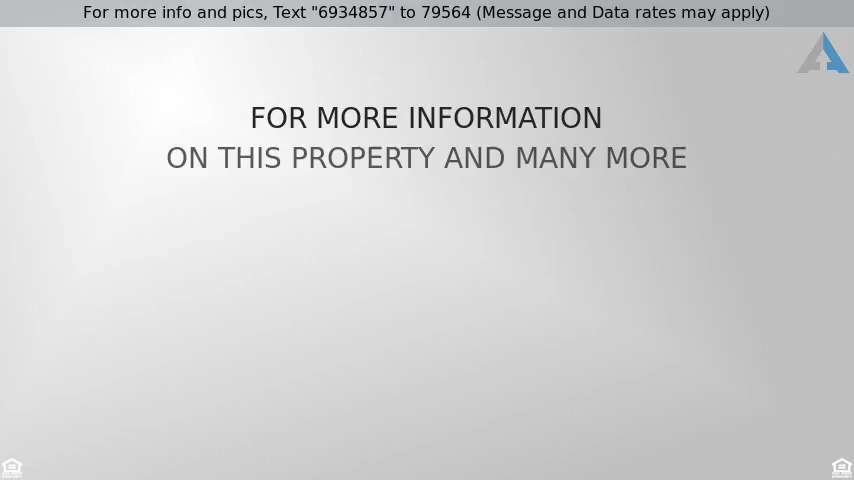 For more info and pics, Text "6934857" to 79564 (Message and Data rates may apply)
FOR MORE INFORMATION
ON THIS PROPERTY AND MANY MORE